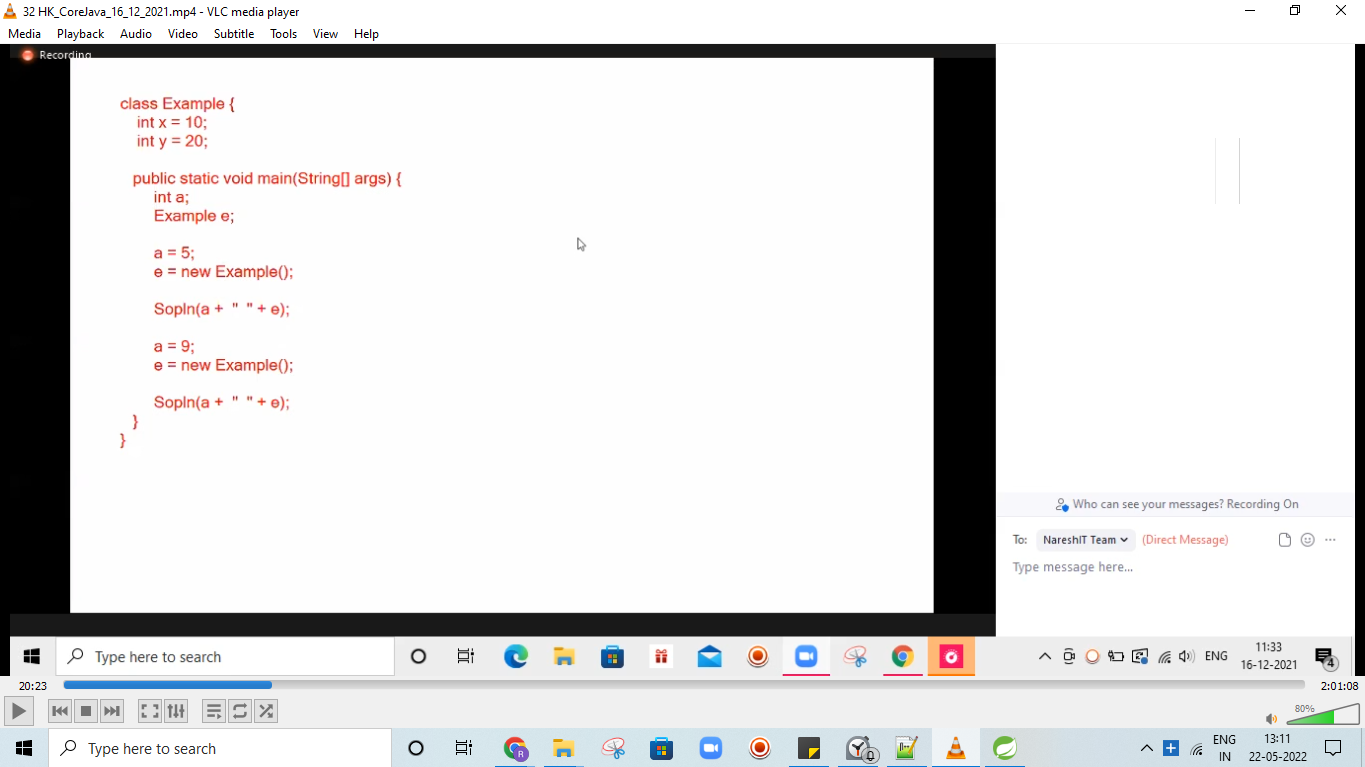 32 HK_CoreJava_16_12_2021.mp4 - VLC media player
Media Playback Audio Video Subtitle Tools View Help
Recording
class Example {
int x = 10;
int y = 20;
public static void main(String[] args) {
int a;
Example e;
a = 5;
e = new Example();
Sopln(a + " " + e);
a = 9;
e = new Example();
Sopln(a + " " + e);
}
}
Who can see your messages? Recording On
To: NareshIT Team (Direct Message)
Type message here...
Type here to search
ENG
11:33
16-12-2021
4
20:23
2:01:08
80%
Type here to search
R
ENG
IN
13:11
22-05-2022